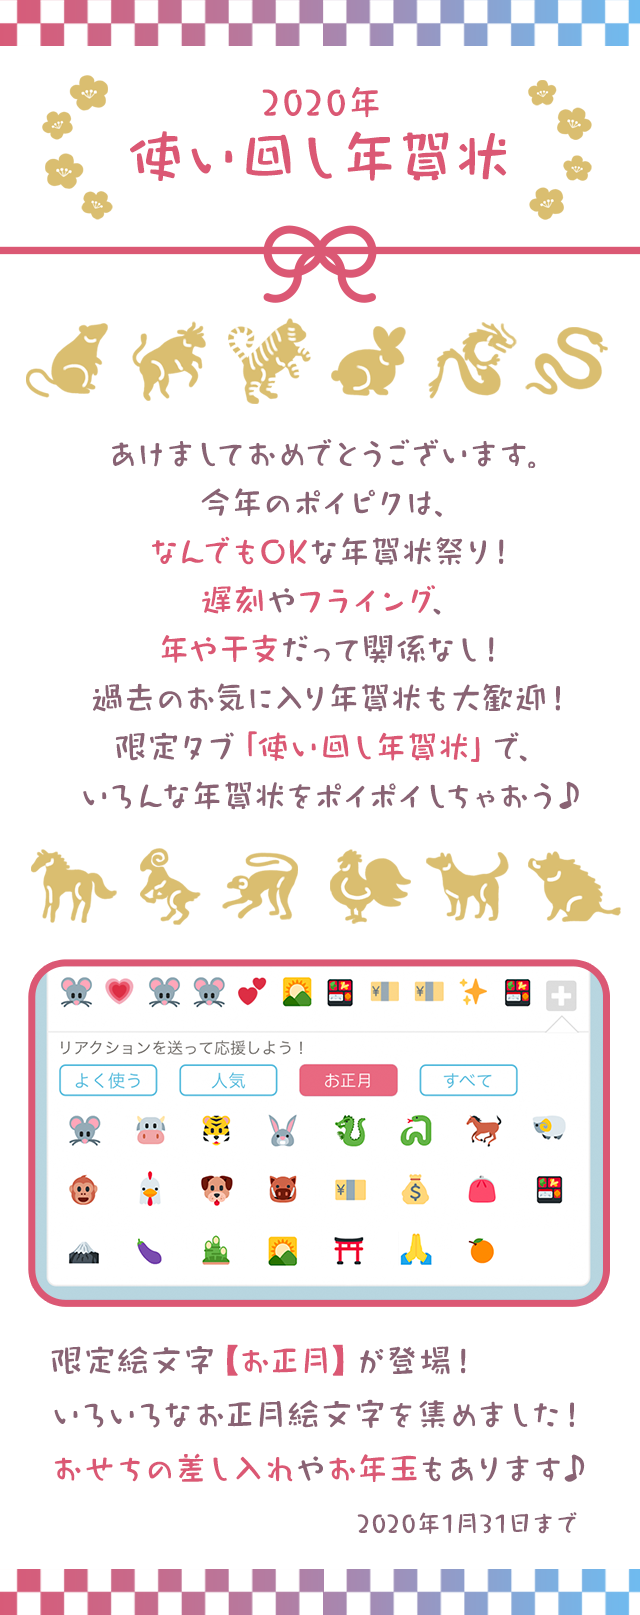 2020年
使い回し年賀状
あけましておめでとうございます。
今年のポイピクは、
なんでもOKな年賀状祭り!
遅刻やフライング、
年や干支だって関係なし!
過去のお気に入り年賀状も大歓迎!
限定タブ「使い回し年賀状」で、
いろんな年賀状をポイポイしちゃおう♪
リアクションを送って応援しよう!
よく使う 人気 お正月 すべて
限定絵文字【お正月】が登場!
いろいろなお正月絵文字を集めました!
おせちの差し入れやお年玉もあります♪
2020年1月31日まで